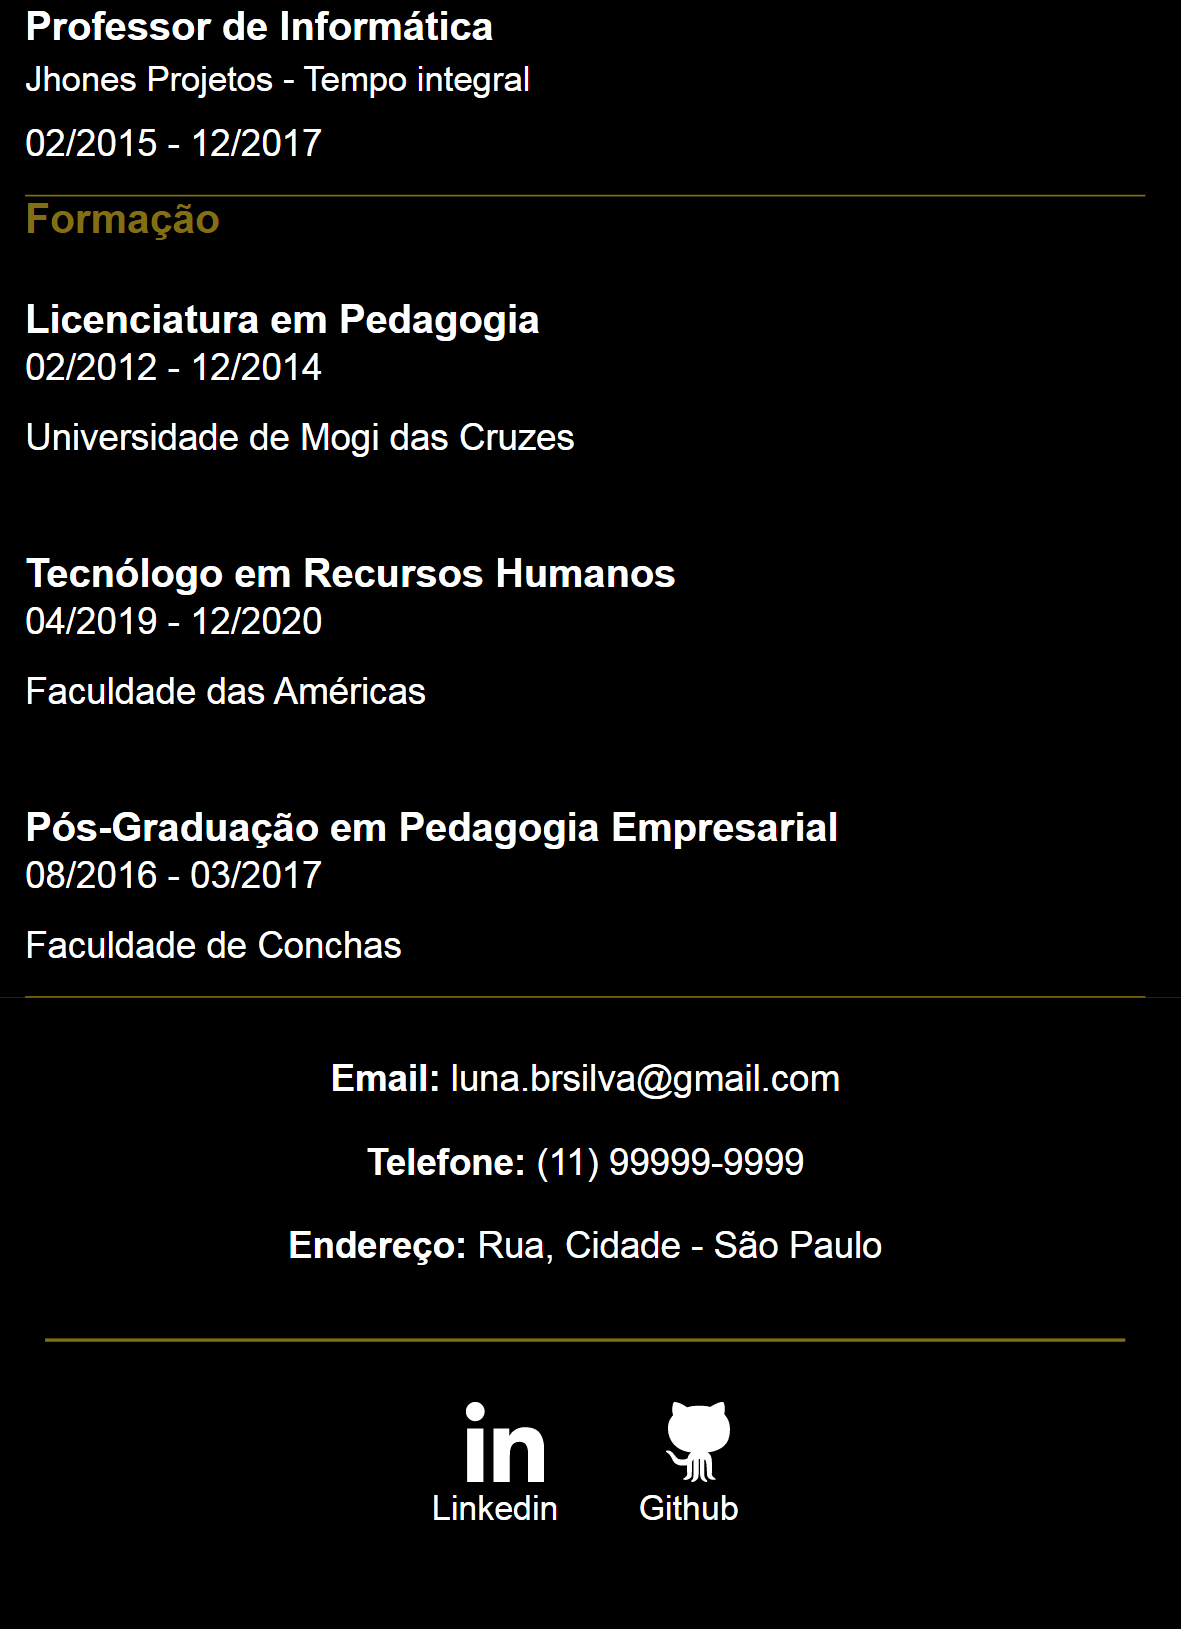 Professor de Informática
Jhones Projetos - Tempo integral
02/2015 - 12/2017
Formação
Licenciatura em Pedagogia
02/2012 - 12/2014
Universidade de Mogi das Cruzes
Tecnólogo em Recursos Humanos
04/2019 - 12/2020
Faculdade das Américas
Pós-Graduação em Pedagogia Empresarial
08/2016 - 03/2017
Faculdade de Conchas
Email: luna.brsilva@gmail.com
Telefone: (11) 99999-9999
Endereço: Rua, Cidade - São Paulo
in
Linkedin Github